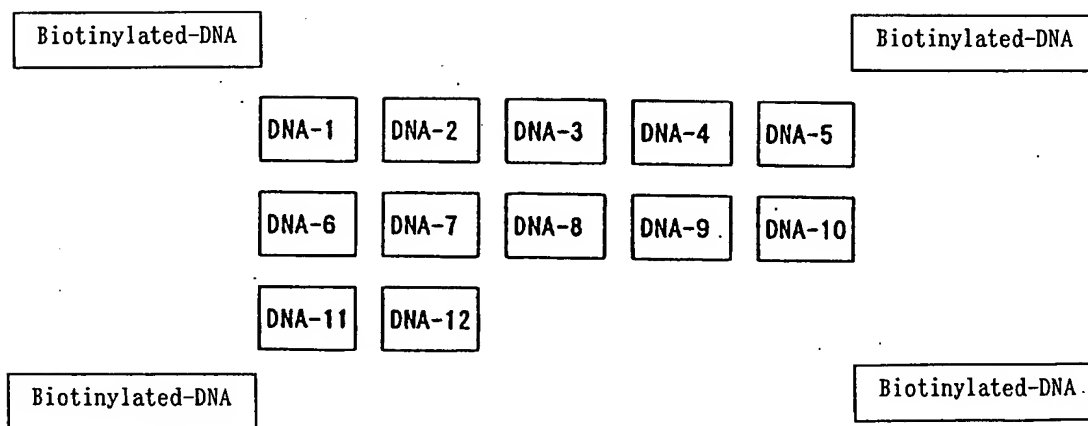 Biotinylated-DNA Biotinylated-DNA
DNA-1 DNA-2 DNA-3 DNA-4 DNA-5
DNA-6 DNA-7 DNA-8 DNA-9 DNA-10
DNA-11 DNA-12
Biotinylated-DNA Biotinylated-DNA